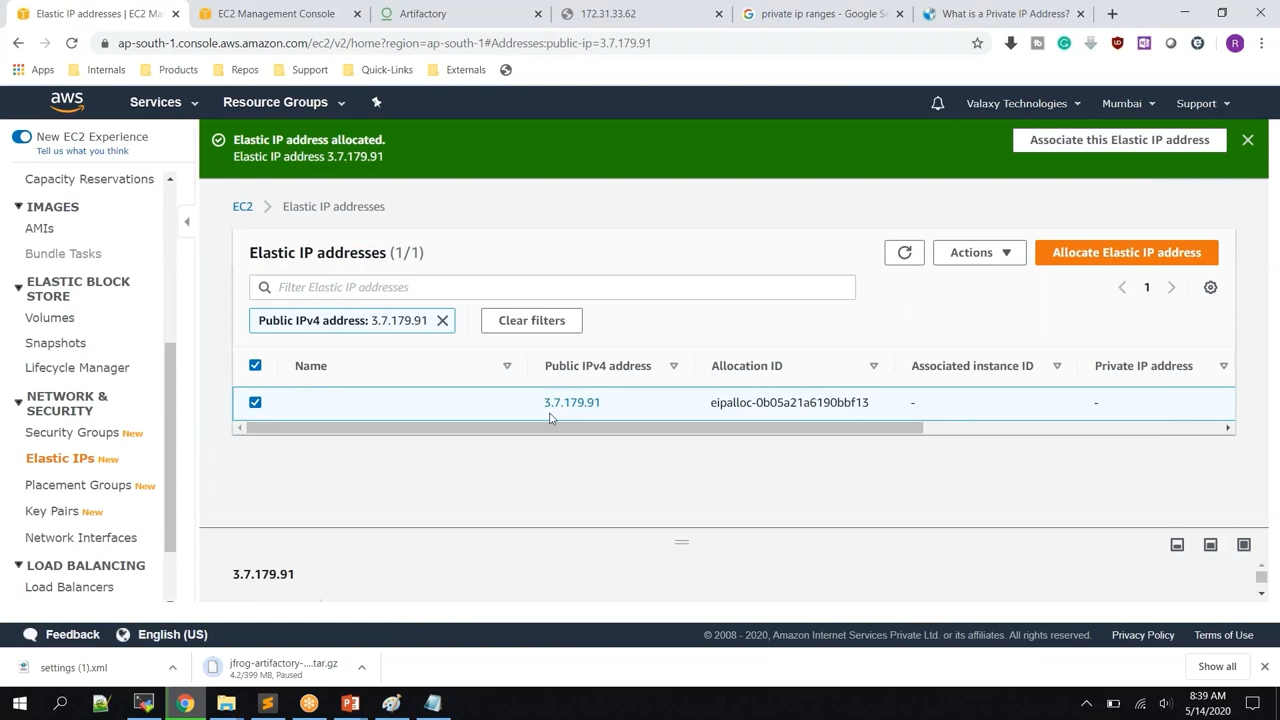 Elastic IP addresses | EC2 Man
EC2 Management Console
Artifactory
172.31.33.62
private ip ranges - Google Se
What is a Private IP Address?
ap-south-1.console.aws.amazon.com/ec2/v2/home?region=ap-south-1#Addresses:public-ip=3.7.179.91
R
Apps
Internals
Products
Repos
Support
Quick-Links
Externals
aws
Services
Resource Groups
Valaxy Technologies
Mumbai
Support
New EC2 Experience
Tell us what you think
Capacity Reservations
IMAGES
AMIs
Bundle Tasks
ELASTIC BLOCK
STORE
Volumes
Snapshots
Lifecycle Manager
NETWORK &
SECURITY
Security Groups New
Elastic IPs New
Placement Groups New
Key Pairs New
Network Interfaces
LOAD BALANCING
Load Balancers
Elastic IP address allocated.
Elastic IP address 3.7.179.91
Associate this Elastic IP address
EC2 > Elastic IP addresses
Elastic IP addresses (1/1)
Actions
Allocate Elastic IP address
Filter Elastic IP addresses
1
Public IPv4 address: 3.7.179.91
Clear filters
Name
Public IPv4 address
Allocation ID
Associated instance ID
Private IP address
3.7.179.91
eipalloc-0b05a21a6190bbf13
-
-
3.7.179.91
Feedback
English (US)
© 2008 - 2020, Amazon Internet Services Private Ltd. or its affiliates. All rights reserved.
Privacy Policy
Terms of Use
settings (1).xml
jfrog-artifactory-....tar.gz
4.2/399 MB, Paused
Show all
8:39 AM
5/14/2020